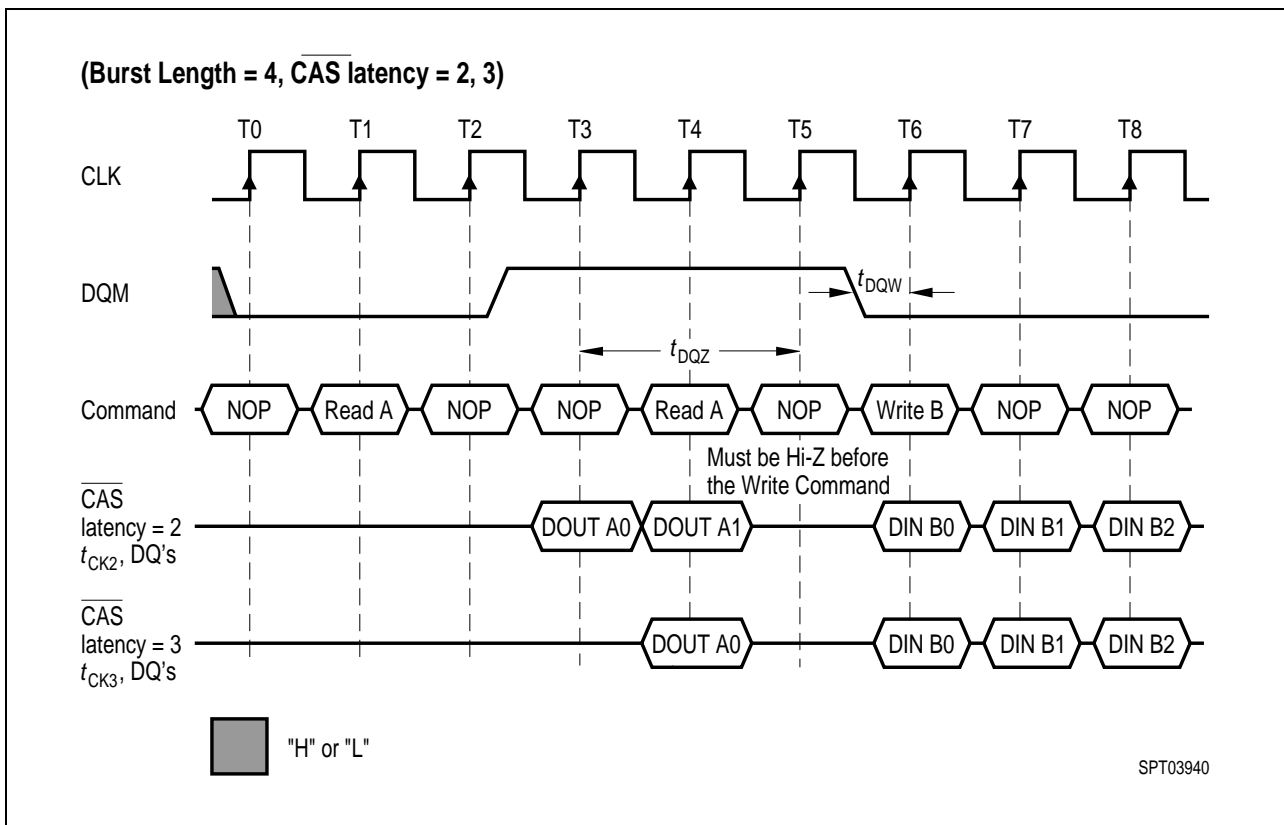 (Burst Length = 4, CAS latency = 2, 3)
T0 T1 T2 T3 T4 T5 T6 T7 T8
CLK
DQM
tDQW
tDQZ
Command NOP Read A NOP NOP Read A NOP Write B NOP NOP
Must be Hi-Z before
the Write Command
CAS
latency = 2
tCK2, DQ's
DOUT A0 DOUT A1 DIN B0 DIN B1 DIN B2
CAS
latency = 3
tCK3, DQ's
DOUT A0 DIN B0 DIN B1 DIN B2
"H" or "L"
SPT03940